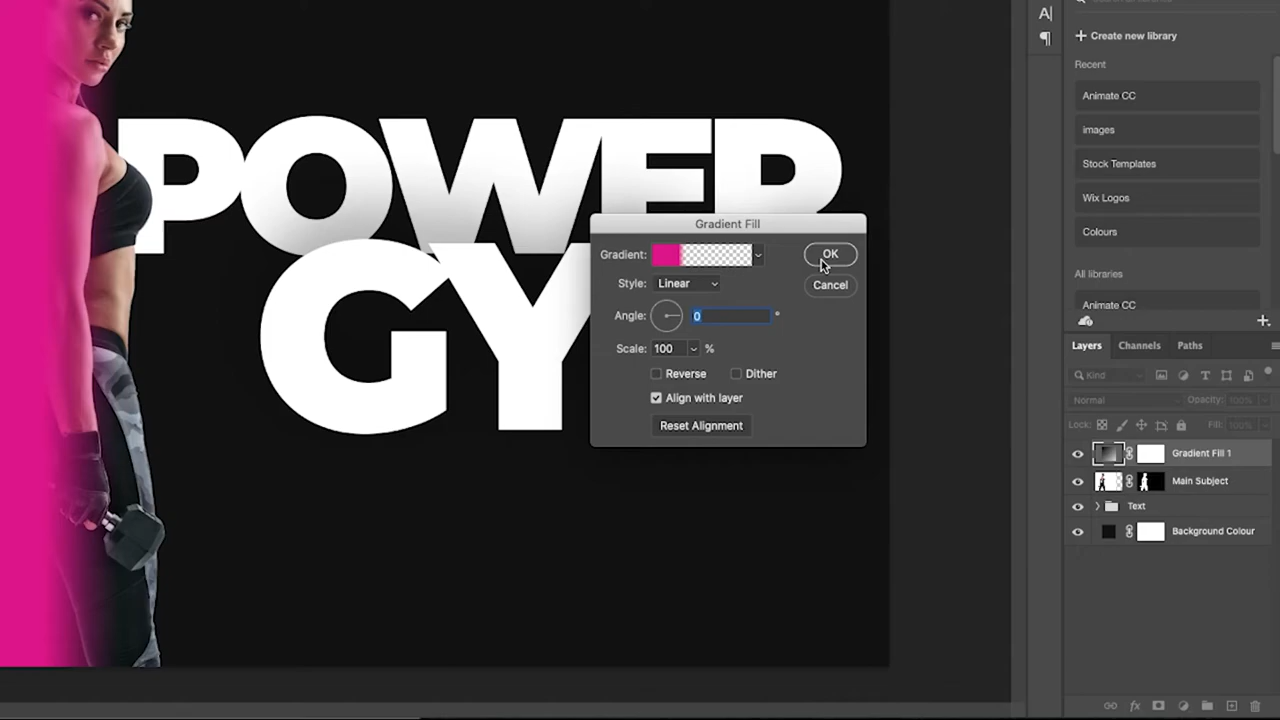 Create new library
Recent
Animate CC
images
Stock Templates
Wix Logos
Colours
All libraries
Animate CC
POWER
GY
Gradient Fill
Gradient:
OK
Style: Linear
Cancel
Angle: 0 °
Scale: 100 %
Reverse
Dither
Align with layer
Reset Alignment
Layers Channels Paths
Kind
Normal Opacity: 100%
Lock: Fill: 100%
Gradient Fill 1
Main Subject
Text
Background Colour
fx